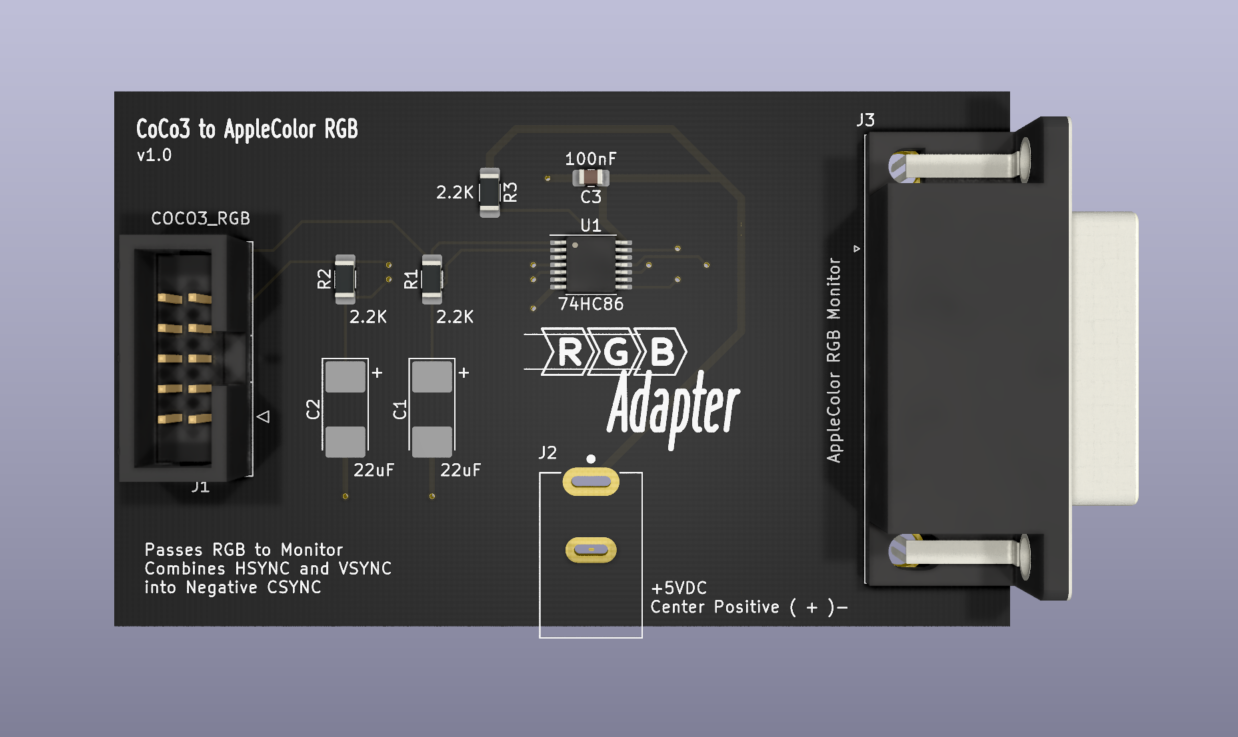 CoCo3 to AppleColor RGB
v1.0
J3
100nF
2.2K
R3
C3
COCO3_RGB
U1
R2
R1
74HC86
2.2K
2.2K
AppleColor RGB Monitor
RGB
Adapter
+
+
C2
C1
J2
22uF
22uF
J1
Passes RGB to Monitor
Combines HSYNC and VSYNC
into Negative CSYNC
+5VDC
Center Positive ( + )-